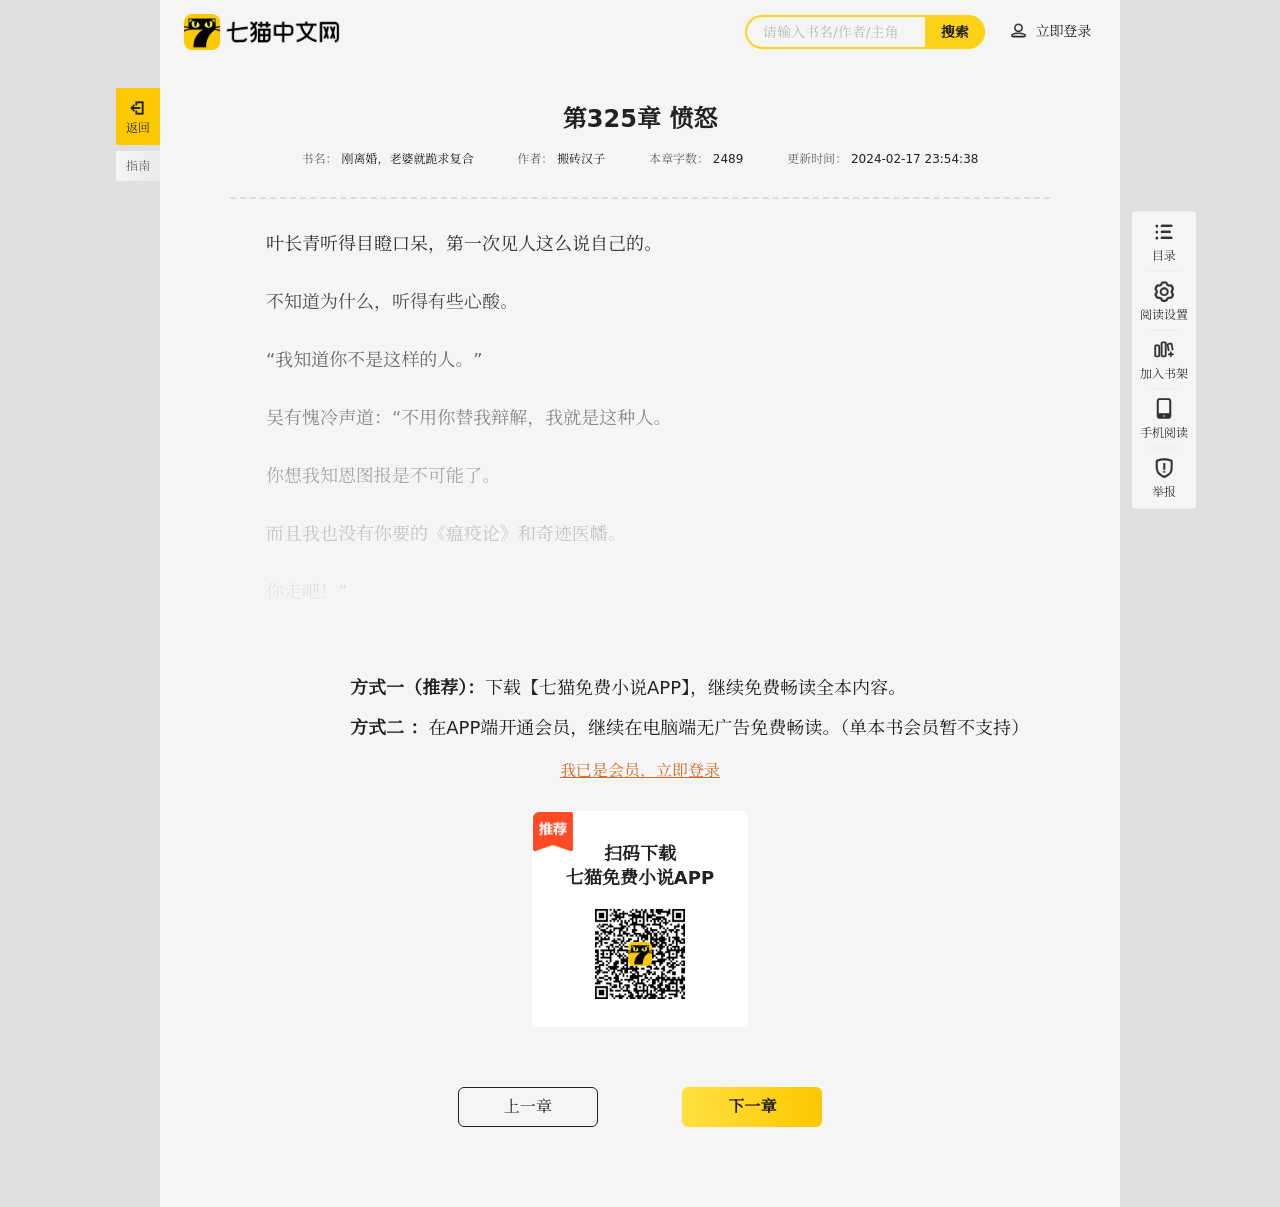 七猫中文网
请输入书名/作者/主角
搜索
立即登录
返回
指南
第325章 愤怒
书名： 刚离婚，老婆就跪求复合 作者： 搬砖汉子 本章字数： 2489 更新时间： 2024-02-17 23:54:38
叶长青听得目瞪口呆，第一次见人这么说自己的。
不知道为什么，听得有些心酸。
“我知道你不是这样的人。”
吴有愧冷声道：“不用你替我辩解，我就是这种人。
你想我知恩图报是不可能了。
而且我也没有你要的《瘟疫论》和奇迹医幡。
你走吧！”
目录
阅读设置
加入书架
手机阅读
举报
方式一（推荐）：下载【七猫免费小说APP】，继续免费畅读全本内容。
方式二 ：在APP端开通会员，继续在电脑端无广告免费畅读。（单本书会员暂不支持）
我已是会员，立即登录
推荐
扫码下载
七猫免费小说APP
上一章
下一章